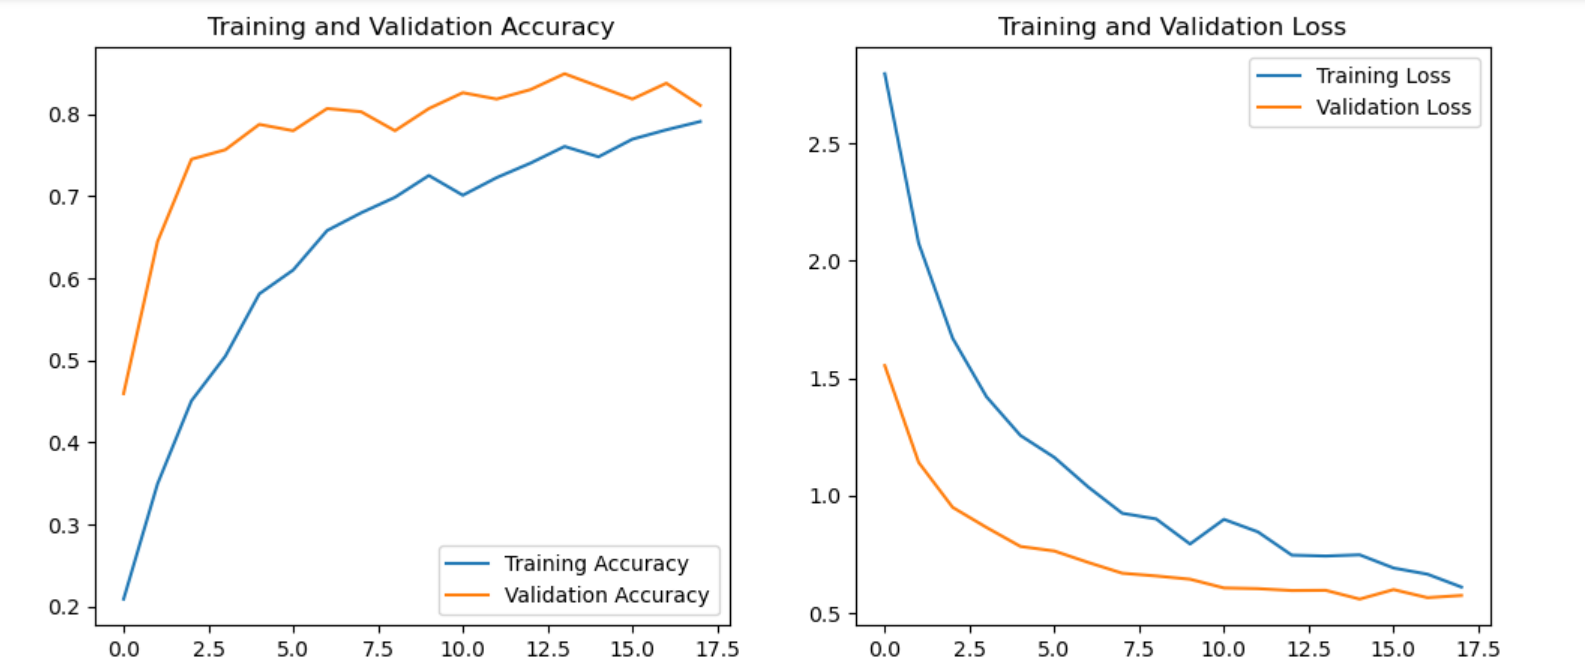 Training and Validation Accuracy
0.8
0.7
0.6
0.5
0.4
0.3
0.2
Training Accuracy
Validation Accuracy
0.0 2.5 5.0 7.5 10.0 12.5 15.0 17.5
Training and Validation Loss
Training Loss
Validation Loss
2.5
2.0
1.5
1.0
0.5
0.0 2.5 5.0 7.5 10.0 12.5 15.0 17.5